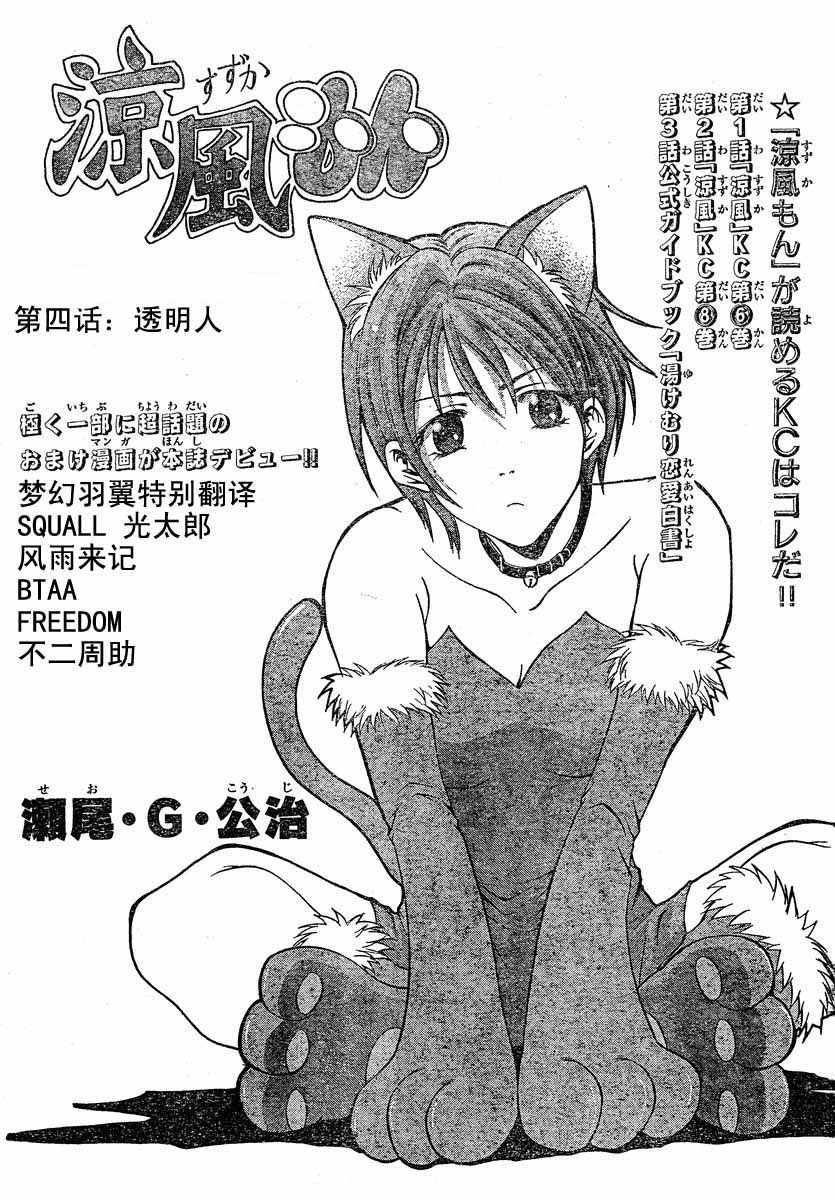 涼風もん
すずか
☆「涼風もん」が読めるKCはコレだ!!
第1話「涼風」KC第⑥巻
第2話「涼風」KC第⑧巻
第3話公式ガイドブック「湯けむり恋愛白書」
第四话：透明人
極く一部に超話題の
おまけ漫画が本誌デビュー!!
梦幻羽翼特别翻译
SQUALL 光太郎
风雨来记
BTAA
FREEDOM
不二周助
瀬尾・G・公治